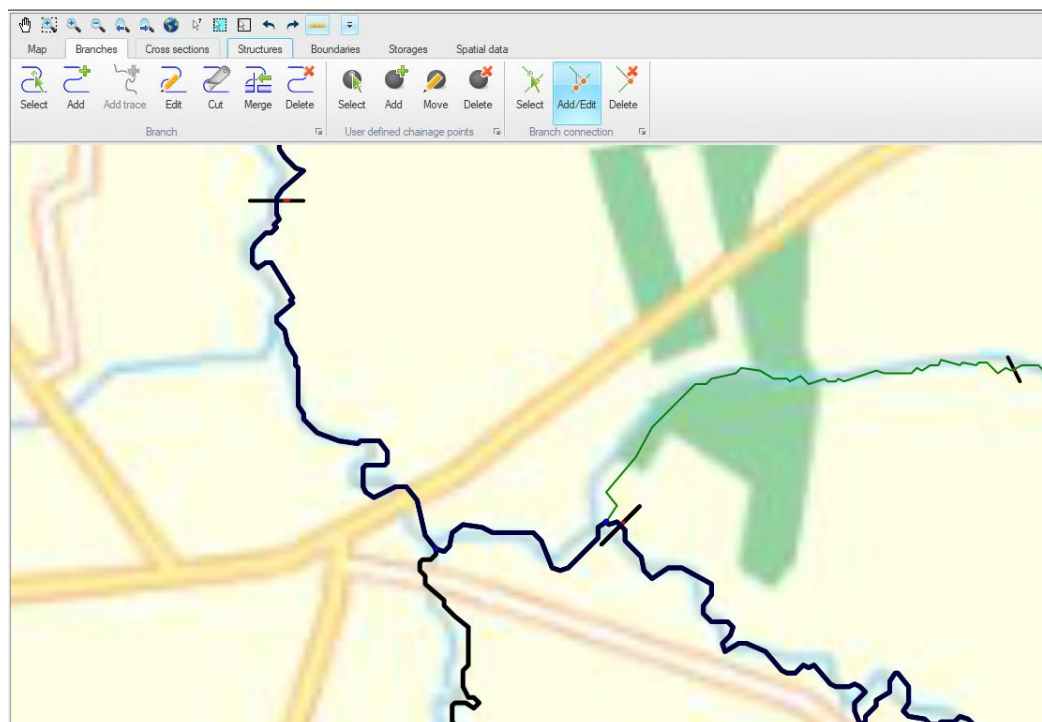 Map Branches Cross sections Structures Boundaries Storages Spatial data
Select Add Add trace Edit Cut Merge Delete Select Add Move Delete Select Add/Edit Delete
Branch User defined chainage points Branch connection